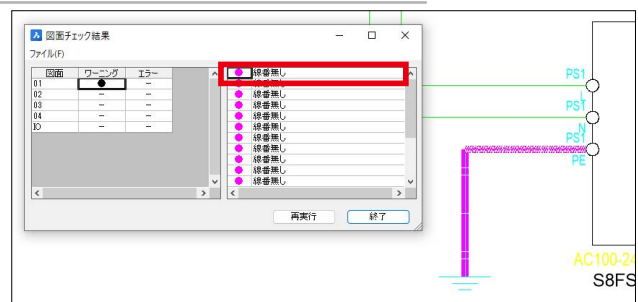 図面チェック結果
ファイル(F)
図面 ワーニング エラー
01 ● -
02 - -
03 - -
04 - -
IO - -
線番無し
線番無し
線番無し
線番無し
線番無し
線番無し
線番無し
線番無し
線番無し
線番無し
線番無し
再実行 終了
PS1
L
PS1
N
PS1
PE
AC100-24
S8FS